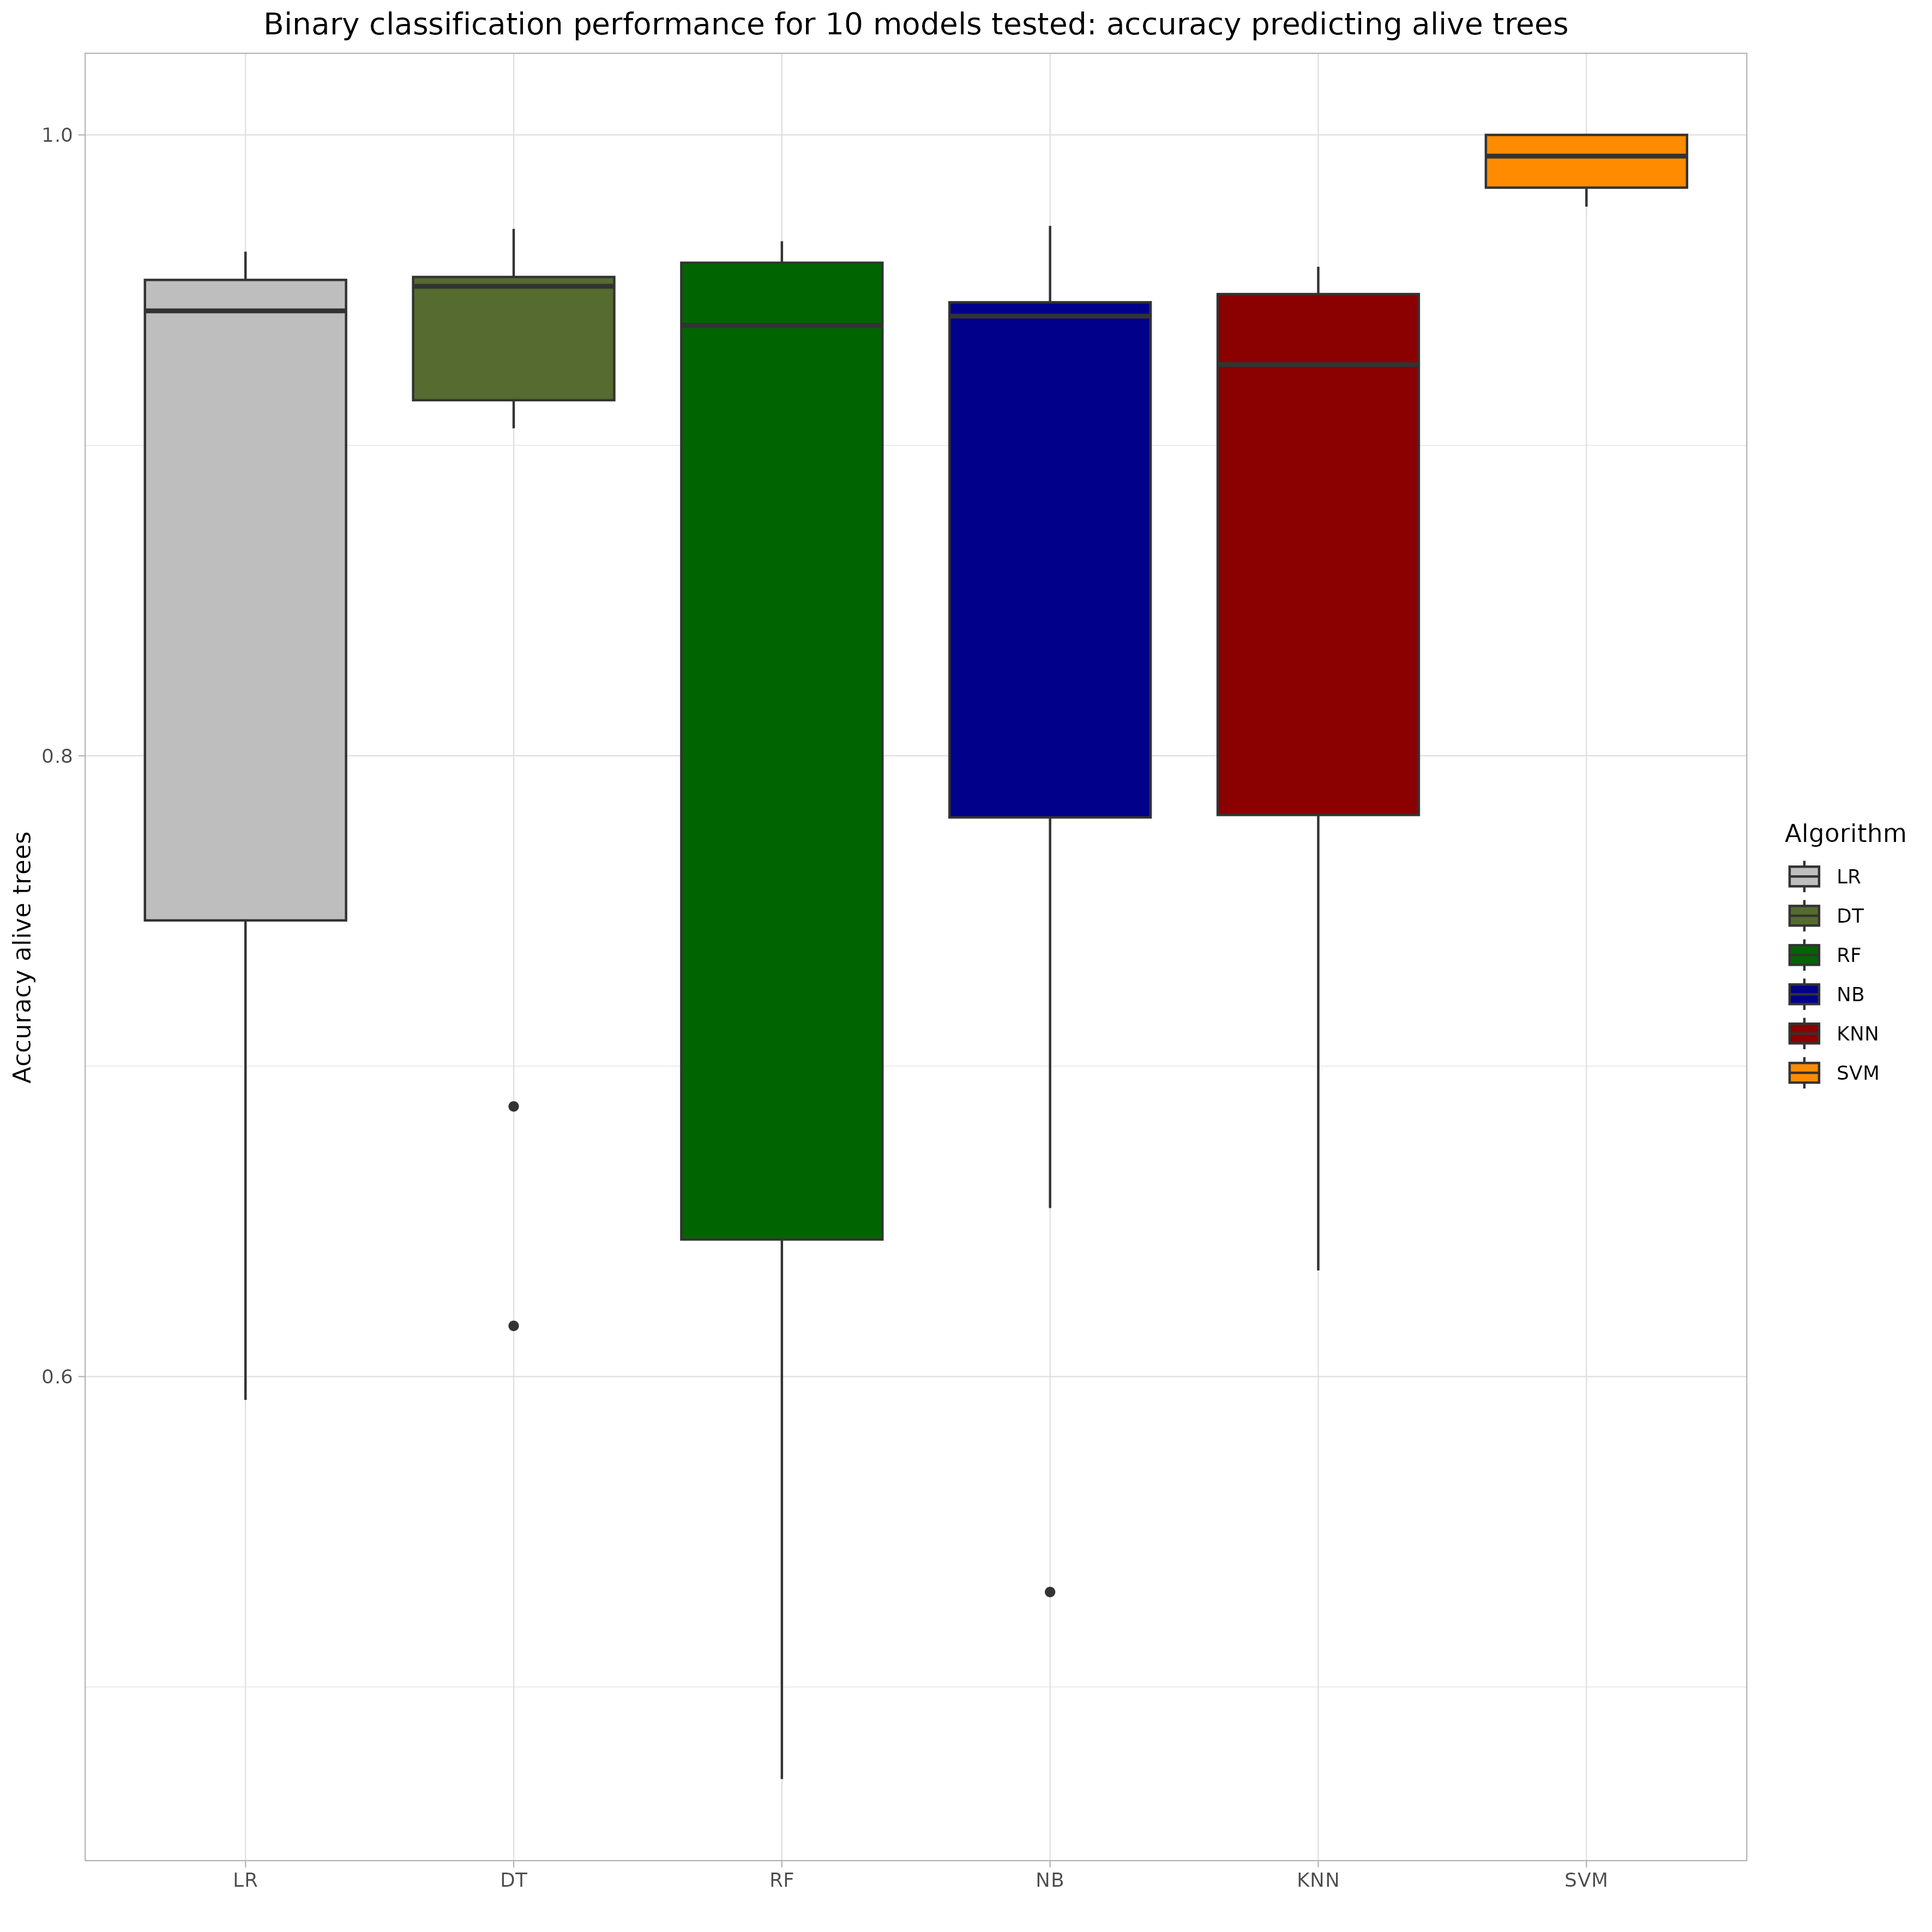 Binary classification performance for 10 models tested: accuracy predicting alive trees
Accuracy alive trees
1.0
0.8
0.6
LR
DT
RF
NB
KNN
SVM
Algorithm
LR
DT
RF
NB
KNN
SVM